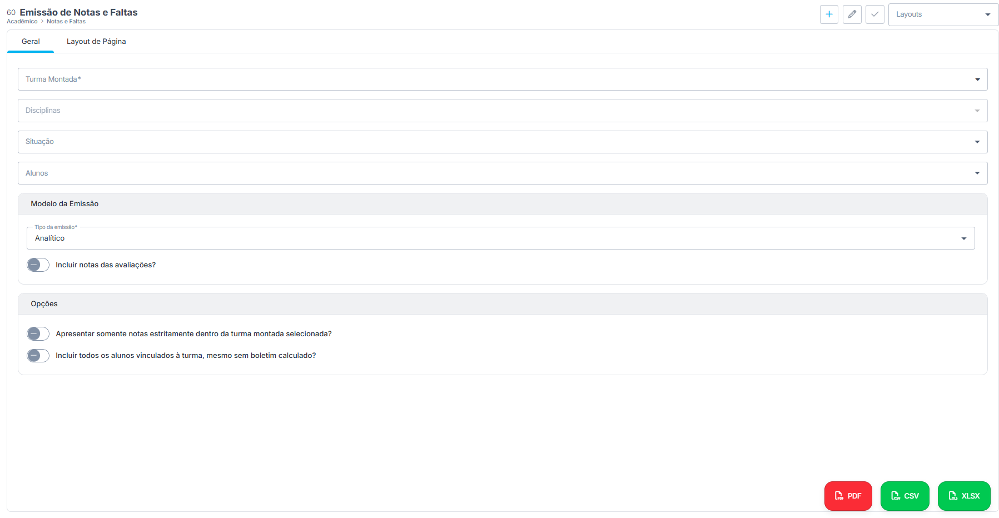 60 Emissão de Notas e Faltas
Acadêmico > Notas e Faltas
Layouts
Geral
Layout de Página
Turma Montada*
Disciplinas
Situação
Alunos
Modelo da Emissão
Tipo da emissão*
Analítico
Incluir notas das avaliações?
Opções
Apresentar somente notas estritamente dentro da turma montada selecionada?
Incluir todos os alunos vinculados à turma, mesmo sem boletim calculado?
PDF
CSV
XLSX